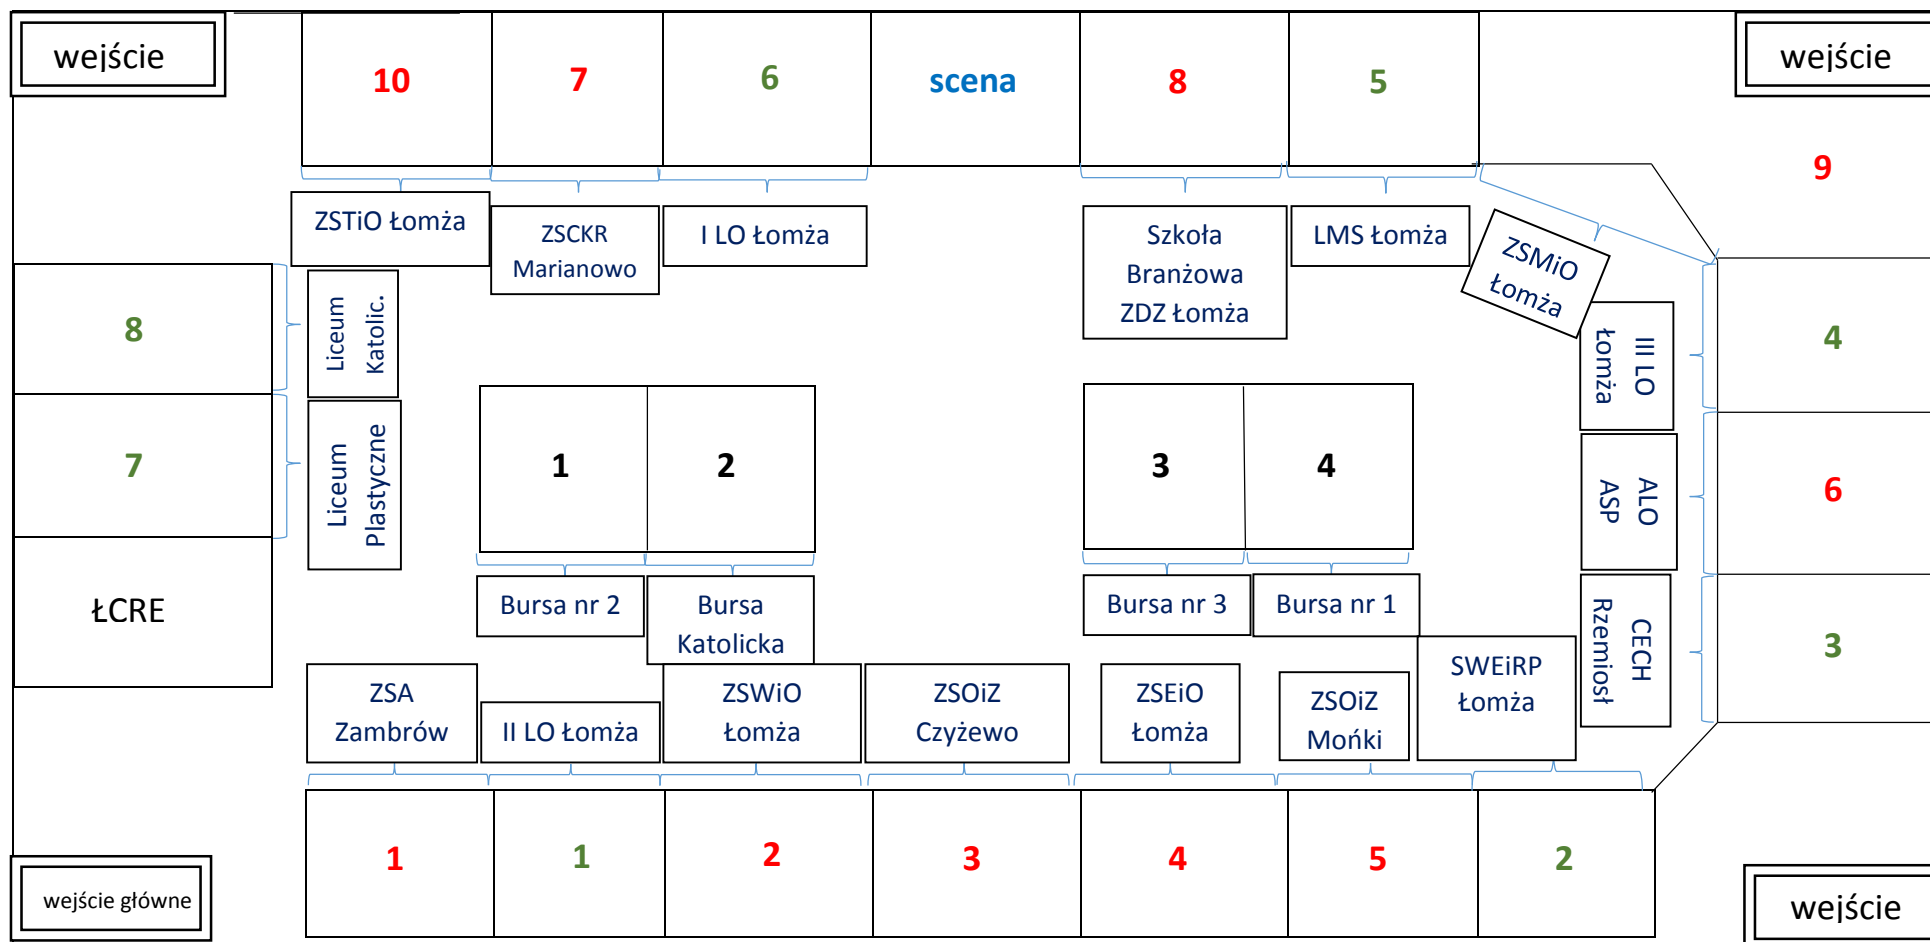 wejście
10
7
6
scena
8
5
wejście
9
ZSTiO Łomża
ZSCKR
Marianowo
I LO Łomża
Szkoła
Branżowa
ZDZ Łomża
LMS Łomża
ZSMiO
Łomża
8
Liceum
Katolic.
III LO
Łomża
4
7
Liceum
Plastyczne
1
2
3
4
ALO
ASP
6
ŁCRE
Bursa nr 2
Bursa
Katolicka
Bursa nr 3
Bursa nr 1
CECH
Rzemiosł
3
ZSA
Zambrów
II LO Łomża
ZSWiO
Łomża
ZSOiZ
Czyżewo
ZSEiO
Łomża
ZSOiZ
Mońki
SWEiRP
Łomża
wejście główne
1
1
2
3
4
5
2
wejście